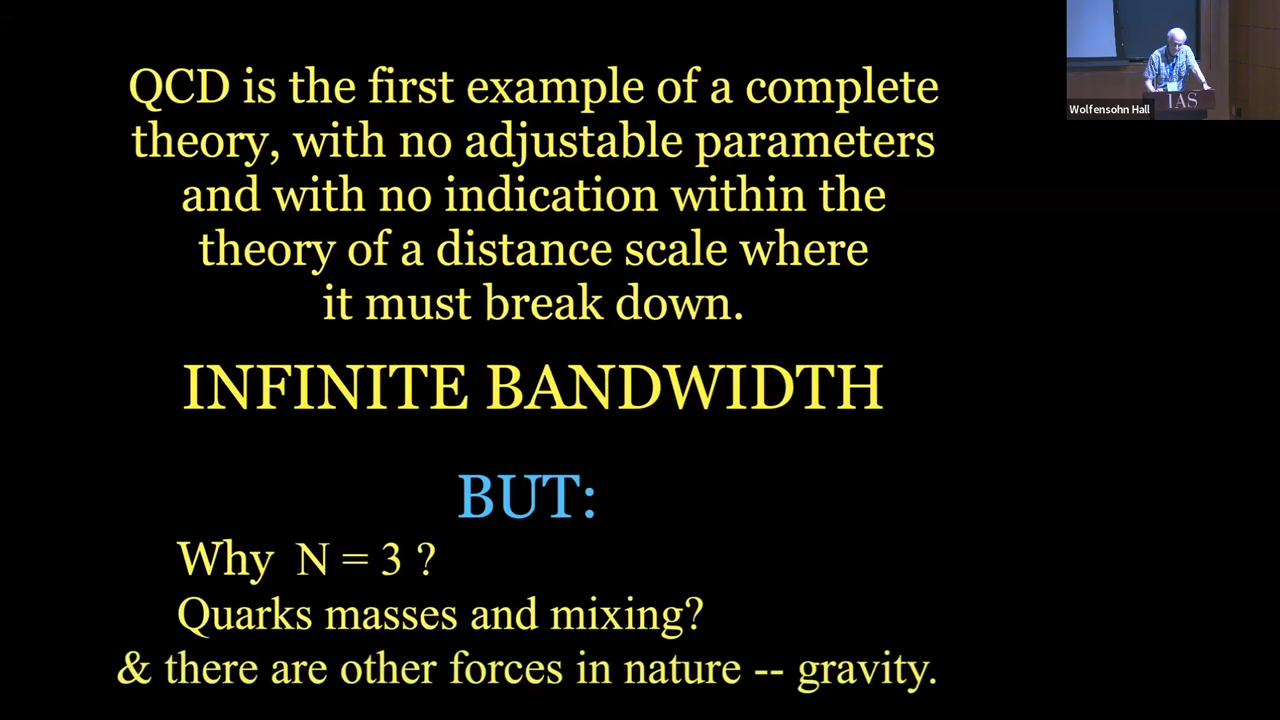 QCD is the first example of a complete
theory, with no adjustable parameters
and with no indication within the
theory of a distance scale where
it must break down.
INFINITE BANDWIDTH
BUT:
Why N = 3 ?
Quarks masses and mixing?
& there are other forces in nature -- gravity.
IAS
Wolfensohn Hall